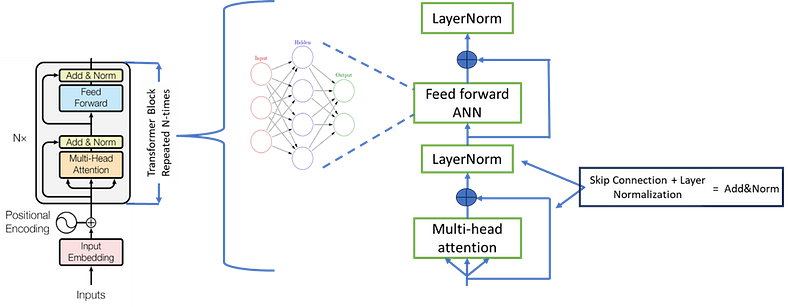 Add & Norm
Feed
Forward
N×
Add & Norm
Multi-Head
Attention
Positional
Encoding
Input
Embedding
Inputs
Transformer Block
Repeated N-times
Input
Hidden
Output
LayerNorm
Feed forward
ANN
LayerNorm
Multi-head
attention
Skip Connection + Layer
Normalization
= Add&Norm